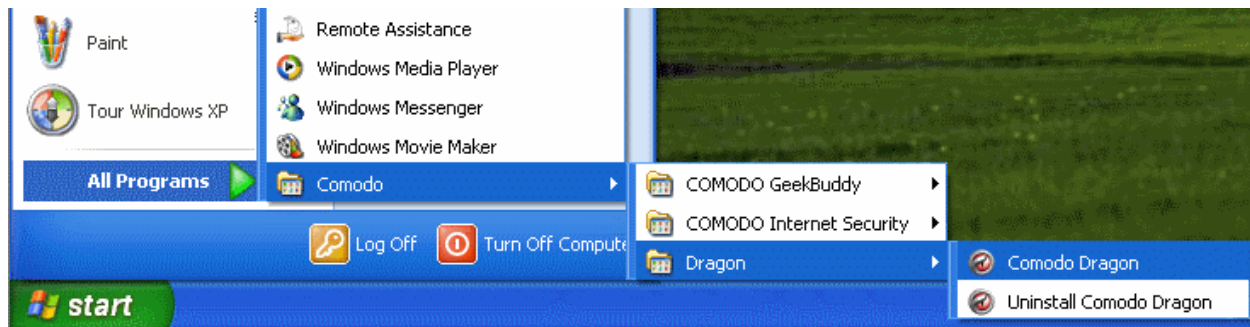 Paint
Tour Windows XP
All Programs
Remote Assistance
Windows Media Player
Windows Messenger
Windows Movie Maker
Comodo
COMODO GeekBuddy
COMODO Internet Security
Dragon
Comodo Dragon
Uninstall Comodo Dragon
Log Off
Turn Off Compute
start